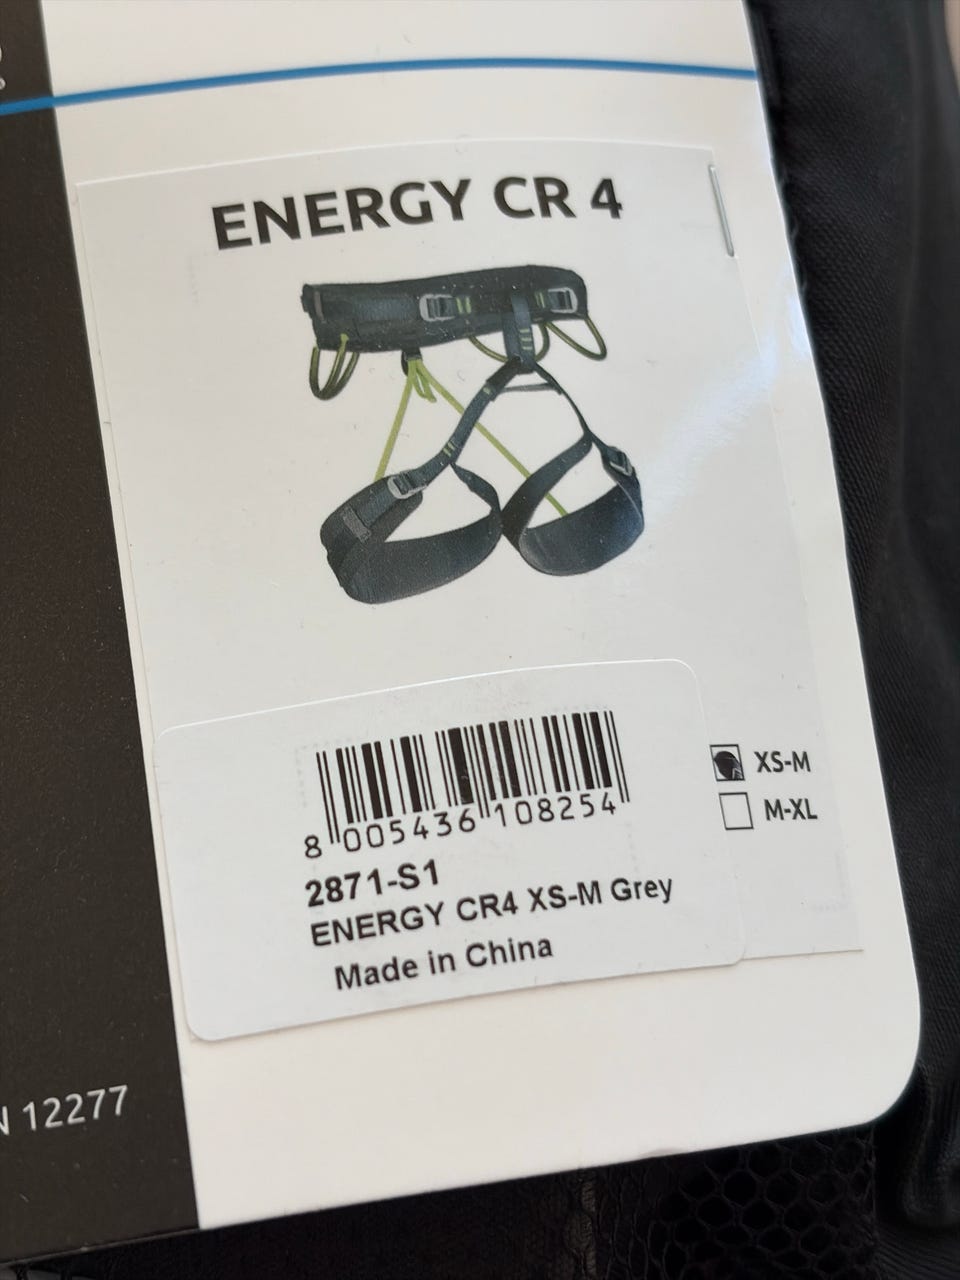 ENERGY CR 4
XS-M
M-XL
8 005436 108254
2871-S1
ENERGY CR4 XS-M Grey
Made in China
12277